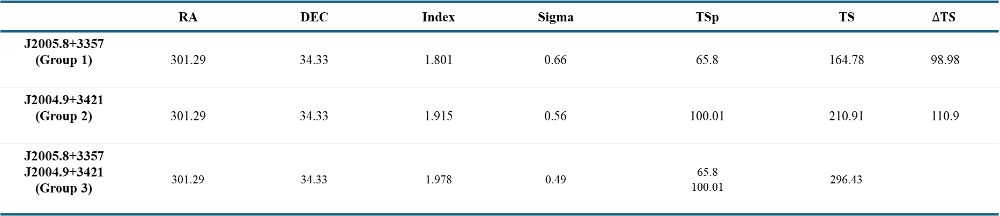 RA DEC Index Sigma TSp TS ΔTS
J2005.8+3357
(Group 1) 301.29 34.33 1.801 0.66 65.8 164.78 98.98
J2004.9+3421
(Group 2) 301.29 34.33 1.915 0.56 100.01 210.91 110.9
J2005.8+3357
J2004.9+3421
(Group 3) 301.29 34.33 1.978 0.49 65.8
100.01 296.43